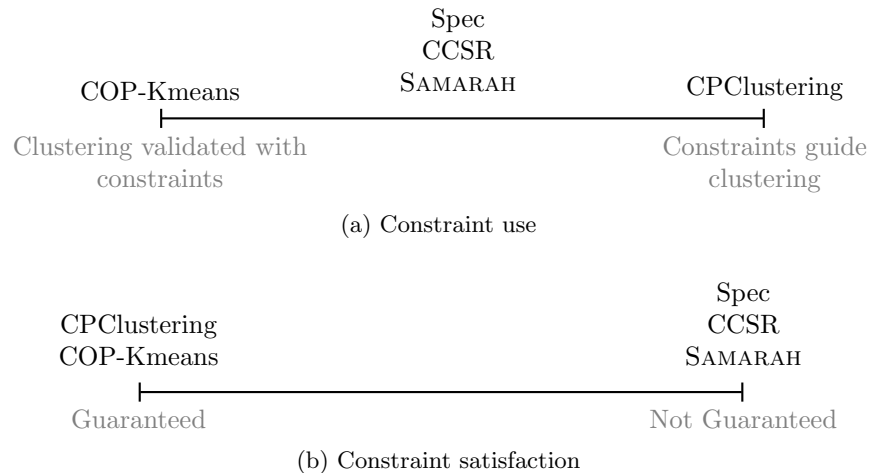 Spec
CCSR
SAMARAH
COP-Kmeans
CPClustering
Clustering validated with
constraints
Constraints guide
clustering
(a) Constraint use
Spec
CPClustering
CCSR
COP-Kmeans
SAMARAH
Guaranteed
Not Guaranteed
(b) Constraint satisfaction